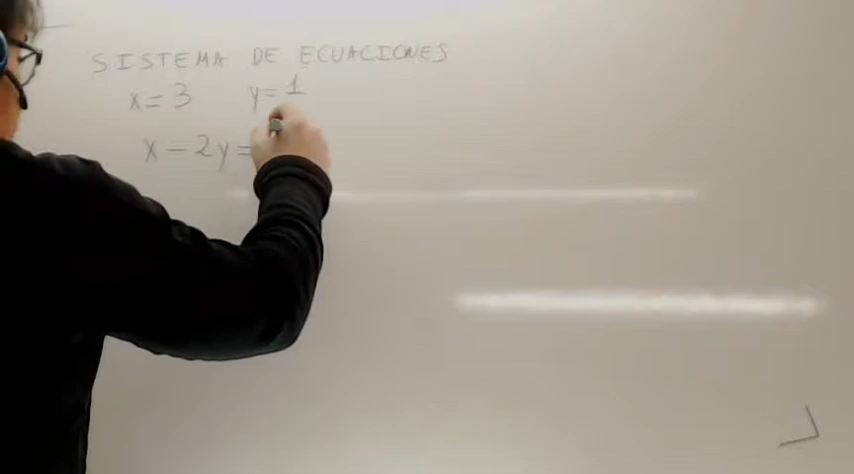 SISTEMA DE ECUACIONES
x = 3 y = 1
x - 2y =